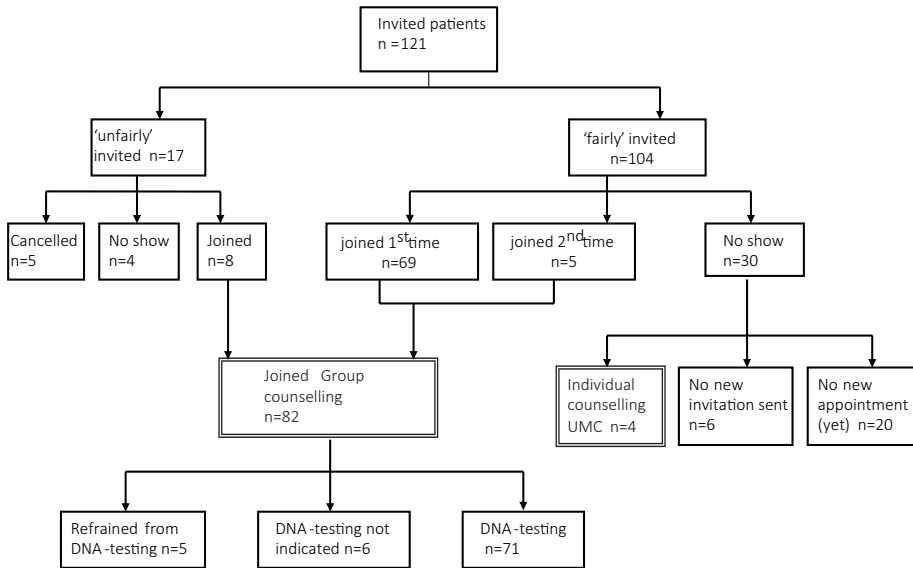 Invited patients
n =121
‘unfairly’
invited n=17
‘fairly’ invited
n=104
Cancelled
n=5
No show
n=4
Joined
n=8
joined 1st time
n=69
joined 2nd time
n=5
No show
n=30
Joined Group
counselling
n=82
Individual
counselling
UMC n=4
No new
invitation sent
n=6
No new
appointment
(yet) n=20
Refrained from
DNA-testing n=5
DNA-testing not
indicated n=6
DNA-testing
n=71